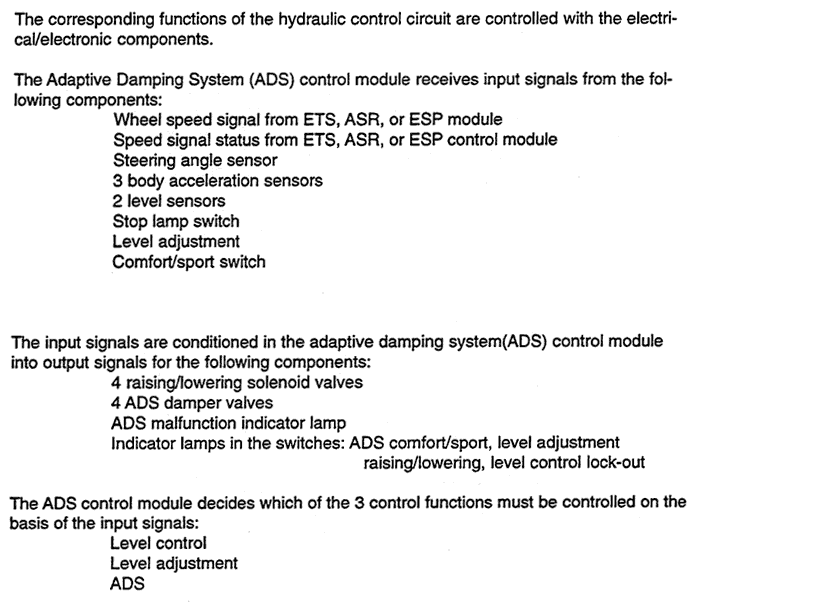 The corresponding functions of the hydraulic control circuit are controlled with the electri-
cal/electronic components.
The Adaptive Damping System (ADS) control module receives input signals from the fol-
lowing components:
Wheel speed signal from ETS, ASR, or ESP module
Speed signal status from ETS, ASR, or ESP control module
Steering angle sensor
3 body acceleration sensors
2 level sensors
Stop lamp switch
Level adjustment
Comfort/sport switch
The input signals are conditioned in the adaptive damping system(ADS) control module
into output signals for the following components:
4 raising/lowering solenoid valves
4 ADS damper valves
ADS malfunction indicator lamp
Indicator lamps in the switches: ADS comfort/sport, level adjustment
raising/lowering, level control lock-out
The ADS control module decides which of the 3 control functions must be controlled on the
basis of the input signals:
Level control
Level adjustment
ADS